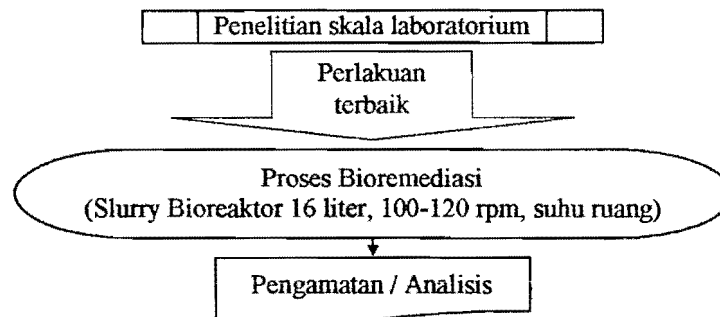 Penelitian skala laboratorium
Perlakuan
terbaik
Proses Bioremediasi
(Slurry Bioreaktor 16 liter, 100-120 rpm, suhu ruang)
Pengamatan / Analisis